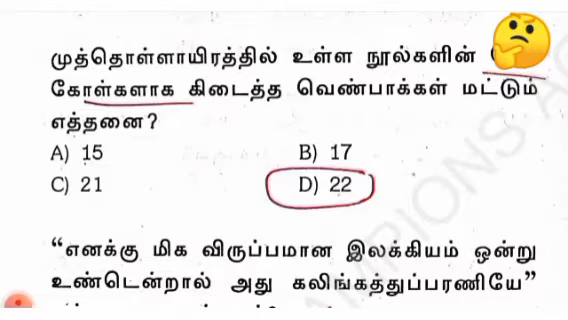 முத்தொள்ளாயிரத்தில் உள்ள நூல்களின்
கோள்களாக கிடைத்த வெண்பாக்கள் மட்டும்
எத்தனை?
A) 15 B) 17
C) 21 D) 22
“எனக்கு மிக விருப்பமான இலக்கியம் ஒன்று
உண்டென்றால் அது கலிங்கத்துப்பரணியே”